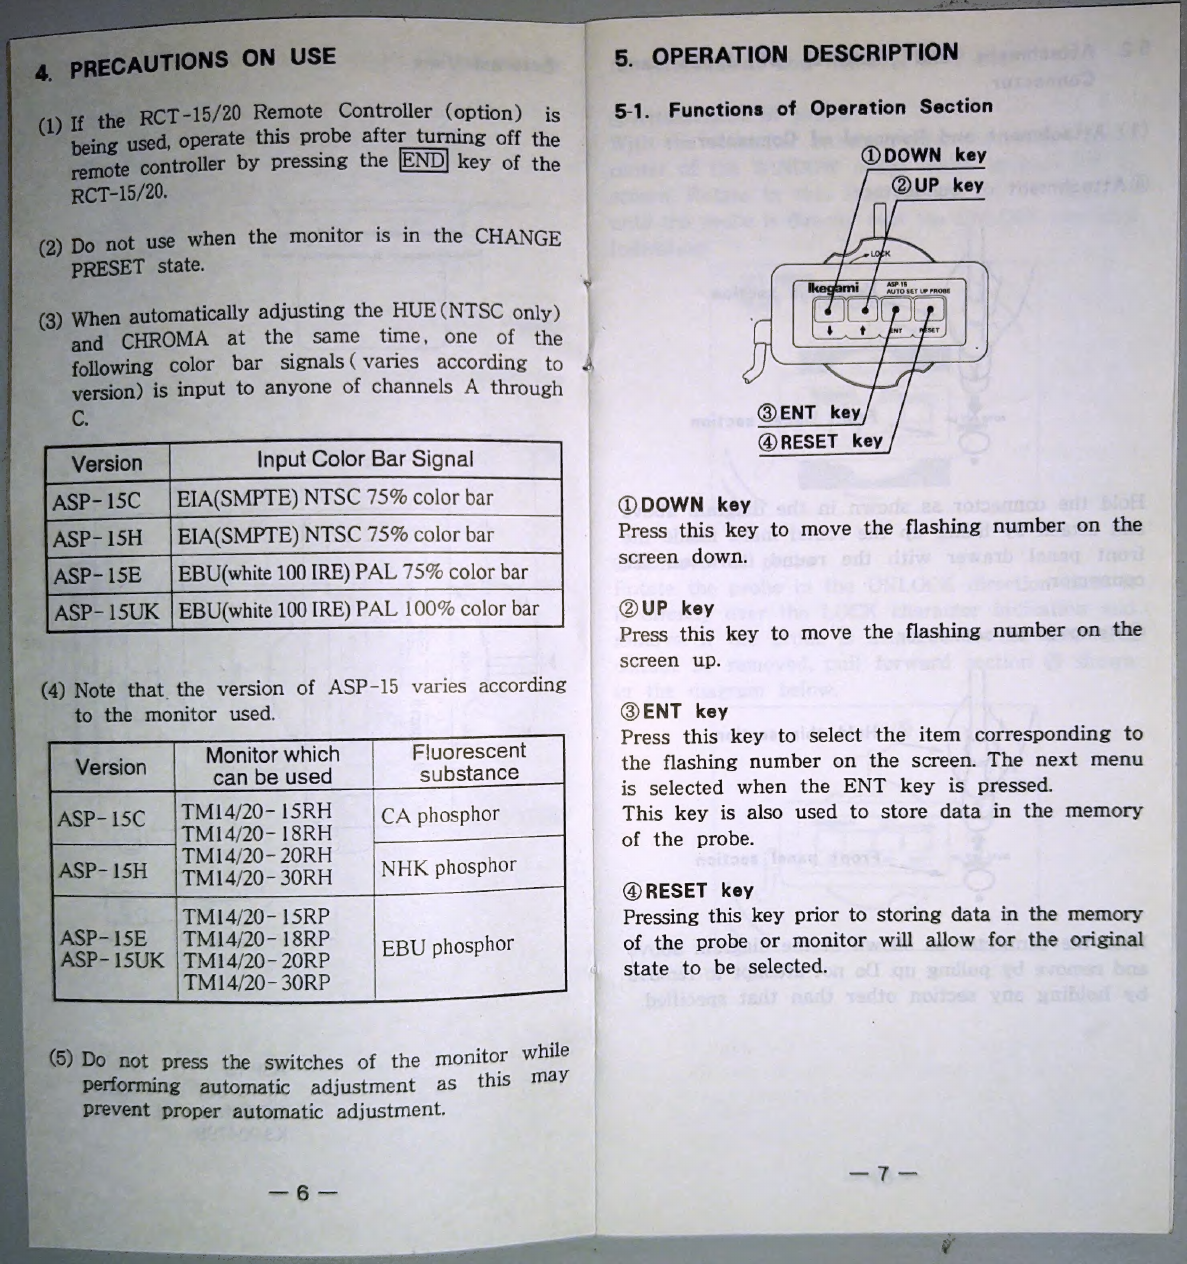 4. PRECAUTIONS ON USE
(1) If the RCT-15/20 Remote Controller (option) is
being used, operate this probe after turning off the
remote controller by pressing the END key of the
RCT-15/20.
(2) Do not use when the monitor is in the CHANGE
PRESET state.
(3) When automatically adjusting the HUE (NTSC only)
and CHROMA at the same time, one of the
following color bar signals ( varies according to
version) is input to anyone of channels A through
C.
Version Input Color Bar Signal
ASP-15C EIA(SMPTE) NTSC 75% color bar
ASP-15H EIA(SMPTE) NTSC 75% color bar
ASP-15E EBU(white 100 IRE) PAL 75% color bar
ASP-15UK EBU(white 100 IRE) PAL 100% color bar
(4) Note that the version of ASP-15 varies according
to the monitor used.
Version Monitor which can be used Fluorescent substance
ASP-15C TM14/20-15RH CA phosphor
TM14/20-18RH
ASP-15H TM14/20-20RH NHK phosphor
TM14/20-30RH
TM14/20-15RP
ASP-15E TM14/20-18RP EBU phosphor
ASP-15UK TM14/20-20RP
TM14/20-30RP
(5) Do not press the switches of the monitor while
performing automatic adjustment as this may
prevent proper automatic adjustment.
— 6 —
5. OPERATION DESCRIPTION
5-1. Functions of Operation Section
①DOWN key
②UP key
LOCK
Ikegami ASP 15
AUTO SET UP PROBE
ENT RESET
③ENT key
④RESET key
①DOWN key
Press this key to move the flashing number on the
screen down.
②UP key
Press this key to move the flashing number on the
screen up.
③ENT key
Press this key to select the item corresponding to
the flashing number on the screen. The next menu
is selected when the ENT key is pressed.
This key is also used to store data in the memory
of the probe.
④RESET key
Pressing this key prior to storing data in the memory
of the probe or monitor will allow for the original
state to be selected.
— 7 —